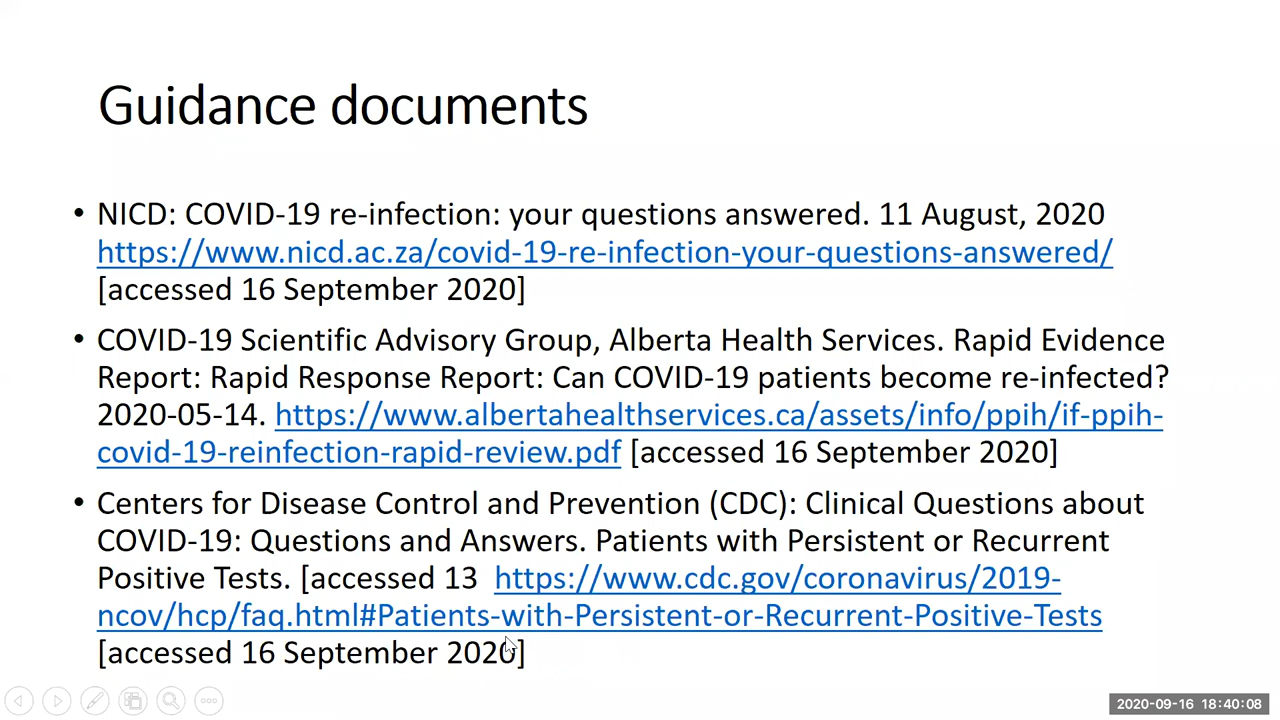 Guidance documents
• NICD: COVID-19 re-infection: your questions answered. 11 August, 2020
https://www.nicd.ac.za/covid-19-re-infection-your-questions-answered/
[accessed 16 September 2020]
• COVID-19 Scientific Advisory Group, Alberta Health Services. Rapid Evidence
Report: Rapid Response Report: Can COVID-19 patients become re-infected?
2020-05-14. https://www.albertahealthservices.ca/assets/info/ppih/if-ppih-
covid-19-reinfection-rapid-review.pdf [accessed 16 September 2020]
• Centers for Disease Control and Prevention (CDC): Clinical Questions about
COVID-19: Questions and Answers. Patients with Persistent or Recurrent
Positive Tests. [accessed 13  https://www.cdc.gov/coronavirus/2019-
ncov/hcp/faq.html#Patients-with-Persistent-or-Recurrent-Positive-Tests
[accessed 16 September 2020]
2020-09-16 18:40:08